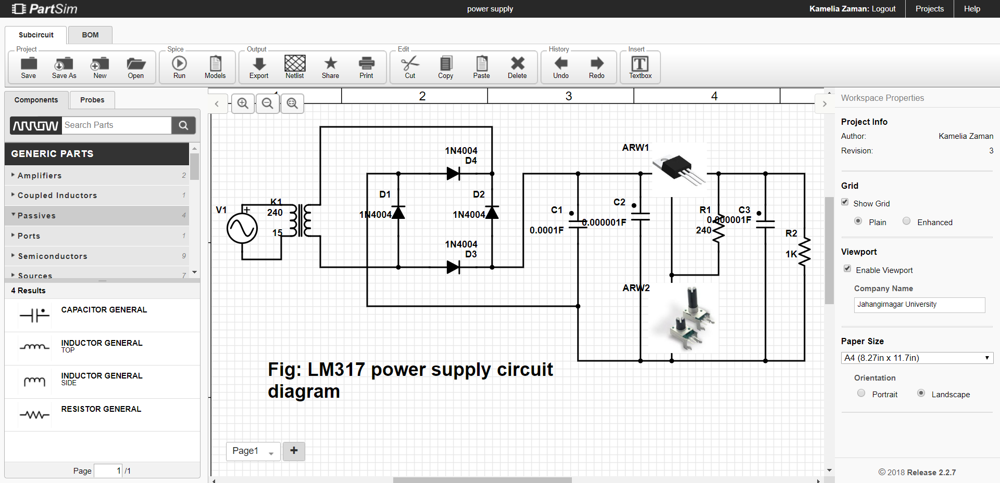 PartSim
power supply
Kamelia Zaman: Logout
Projects
Help
Subcircuit
BOM
Project
Spice
Output
Edit
History
Insert
Save
Save As
New
Open
Run
Models
Export
Netlist
Share
Print
Cut
Copy
Paste
Delete
Undo
Redo
Textbox
Components
Probes
ARROW
Search Parts
GENERIC PARTS
Amplifiers 2
Coupled Inductors 1
Passives 4
Ports 1
Semiconductors 9
Sources 7
4 Results
CAPACITOR GENERAL
INDUCTOR GENERAL
TOP
INDUCTOR GENERAL
SIDE
RESISTOR GENERAL
Page 1 /1
2
3
4
1N4004
D4
ARW1
V1
K1
240
15
D1
1N4004
D2
1N4004
1N4004
D3
C1
0.0001F
C2
0.000001F
R1
240
C3
0.000001F
R2
1K
ARW2
Fig: LM317 power supply circuit
diagram
Page1
+
Workspace Properties
Project Info
Author: Kamelia Zaman
Revision: 3
Grid
Show Grid
Plain
Enhanced
Viewport
Enable Viewport
Company Name
Jahangirnagar University
Paper Size
A4 (8.27in x 11.7in)
Orientation
Portrait
Landscape
© 2018 Release 2.2.7